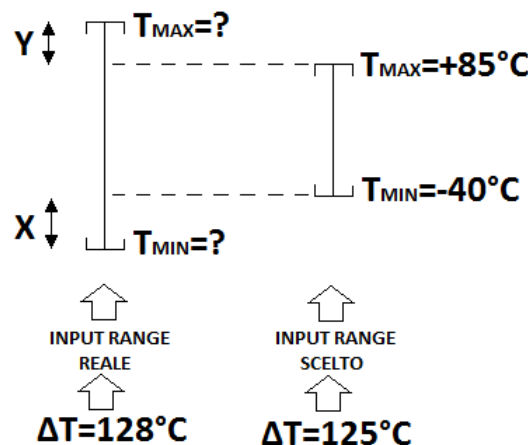 Y
TMAX=?
TMAX=+85°C
TMIN=-40°C
X
TMIN=?
INPUT RANGE
REALE
INPUT RANGE
SCELTO
ΔT=128°C
ΔT=125°C